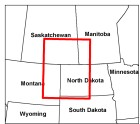 Saskatchewan Manitoba
Montana North Dakota Minnesota
Wyoming South Dakota